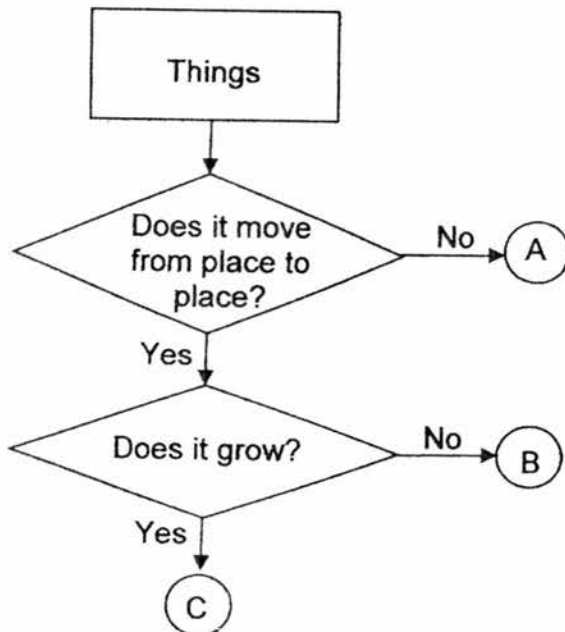 Things
Does it move
from place to
place?
No
A
Yes
Does it grow?
No
B
Yes
C